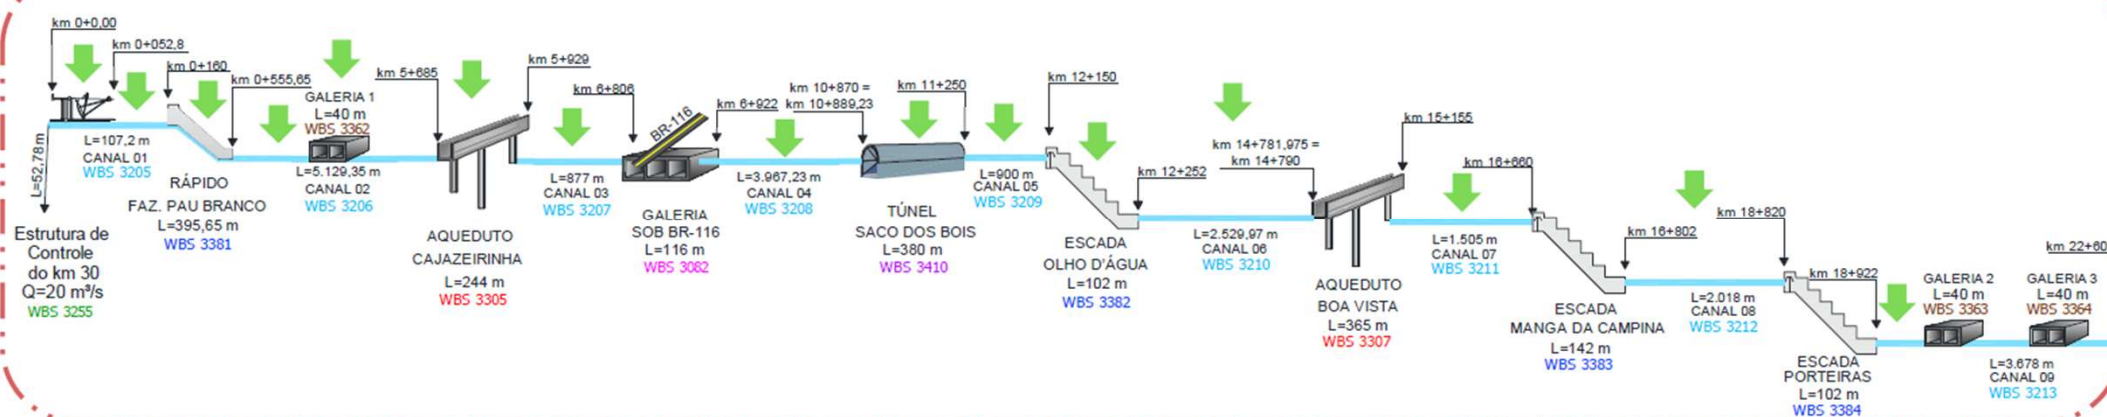 km 0+0,00
km 0+052,8
km 0+160
km 0+555,65
L=52,78m
Estrutura de
Controle
do km 30
Q=20 m³/s
WBS 3255
L=107,2 m
CANAL 01
WBS 3205
RÁPIDO
FAZ. PAU BRANCO
L=395,65 m
WBS 3381
GALERIA 1
L=40 m
WBS 3362
L=5.129,35 m
CANAL 02
WBS 3206
km 5+685
km 5+929
AQUEDUTO
CAJAZEIRINHA
L=244 m
WBS 3305
L=877 m
CANAL 03
WBS 3207
km 6+806
BR-116
km 6+922
GALERIA
SOB BR-116
L=116 m
WBS 3082
L=3.967,23 m
CANAL 04
WBS 3208
km 10+870 =
km 10+889,23
km 11+250
TÚNEL
SACO DOS BOIS
L=380 m
WBS 3410
L=900 m
CANAL 05
WBS 3209
km 12+150
ESCADA
OLHO D'ÁGUA
L=102 m
WBS 3382
km 12+252
L=2.529,97 m
CANAL 06
WBS 3210
km 14+781,975 =
km 14+790
km 15+155
AQUEDUTO
BOA VISTA
L=365 m
WBS 3307
L=1.505 m
CANAL 07
WBS 3211
km 16+660
ESCADA
MANGA DA CAMPINA
L=142 m
WBS 3383
km 16+802
L=2.018 m
CANAL 08
WBS 3212
km 18+820
km 18+922
ESCADA
PORTEIRAS
L=102 m
WBS 3384
GALERIA 2
L=40 m
WBS 3363
GALERIA 3
L=40 m
WBS 3364
L=3.678 m
CANAL 09
WBS 3213
km 22+60